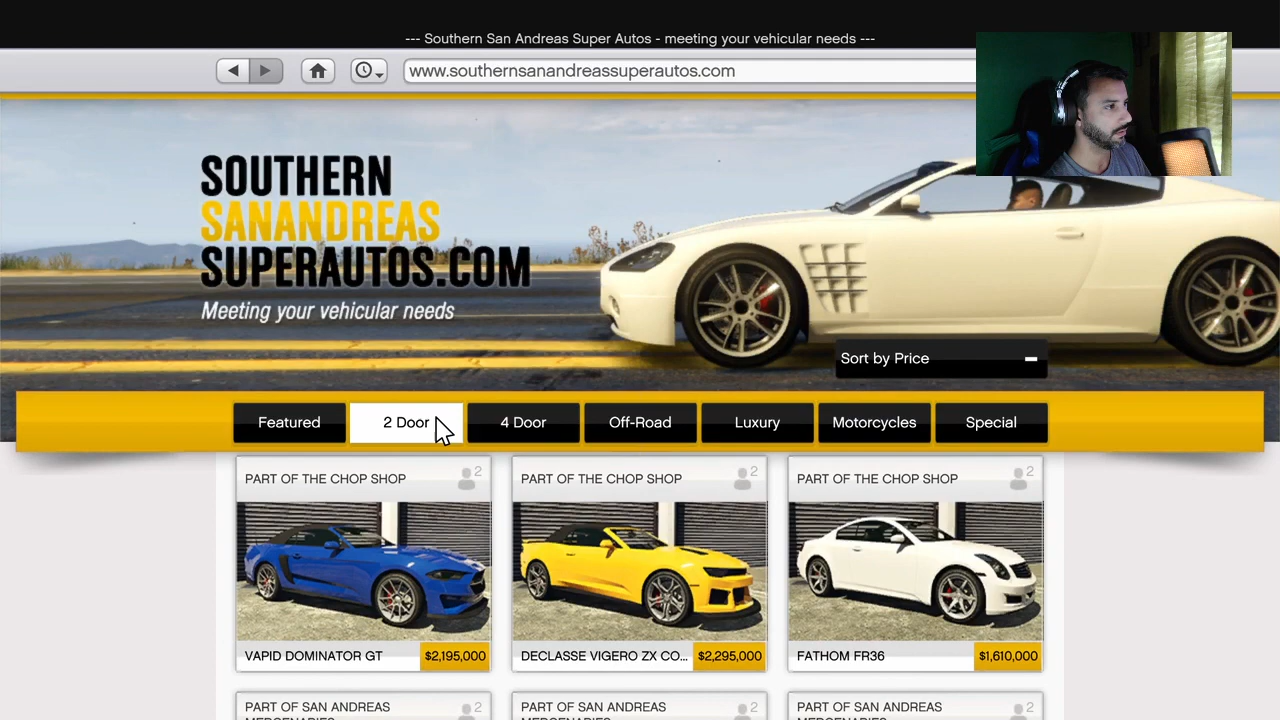 --- Southern San Andreas Super Autos - meeting your vehicular needs ---
www.southernsanandreassuperautos.com
SOUTHERN
SANANDREAS
SUPERAUTOS.COM
Meeting your vehicular needs
Sort by Price
Featured 2 Door 4 Door Off-Road Luxury Motorcycles Special
PART OF THE CHOP SHOP 2 PART OF THE CHOP SHOP 2 PART OF THE CHOP SHOP 2
VAPID DOMINATOR GT $2,195,000 DECLASSE VIGERO ZX CO... $2,295,000 FATHOM FR36 $1,610,000
PART OF SAN ANDREAS 2 PART OF SAN ANDREAS 2 PART OF SAN ANDREAS 2
MERCENARIES MERCENARIES MERCENARIES